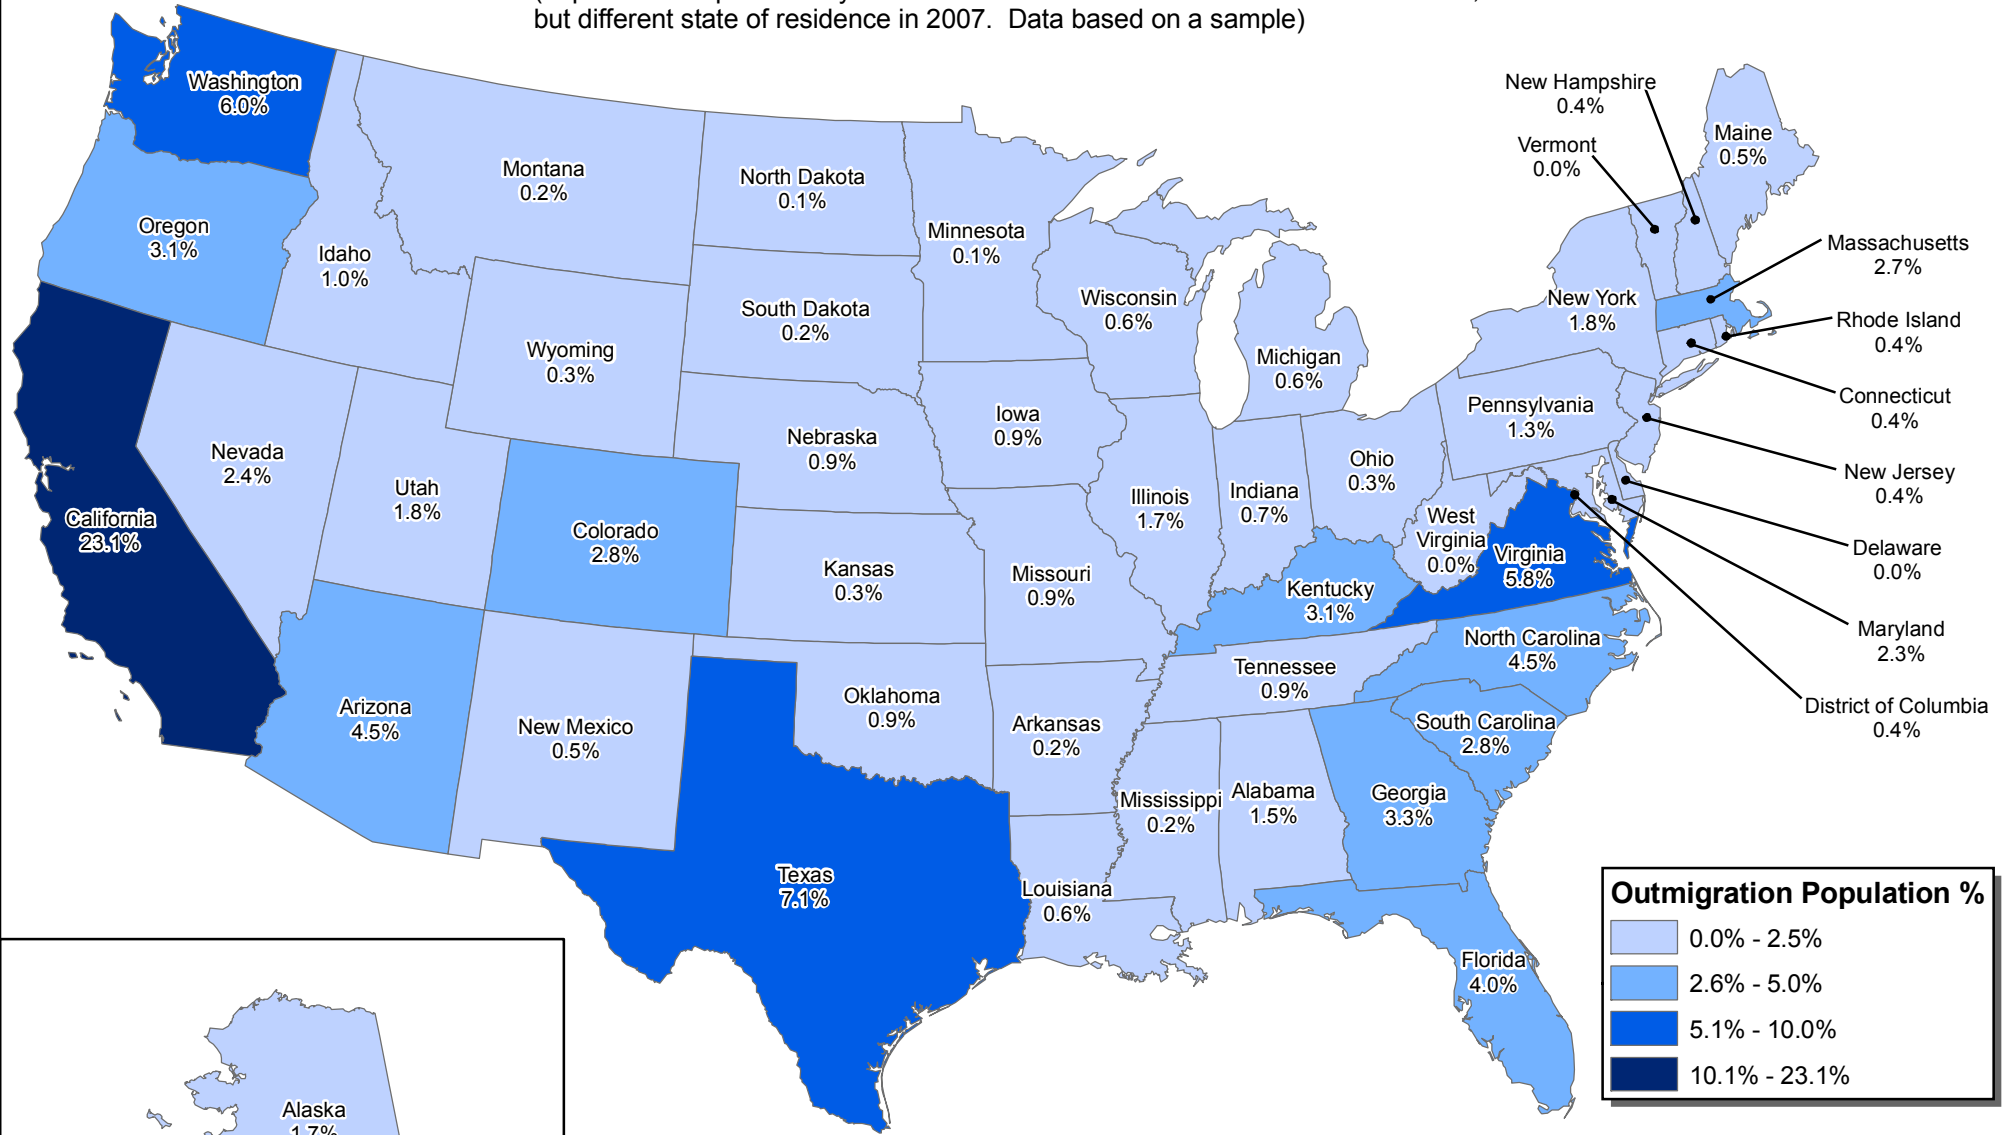 but different state of residence in 2007.  Data based on a sample)
Washington
6.0%
Oregon
3.1%
California
23.1%
Idaho
1.0%
Nevada
2.4%
Montana
0.2%
Wyoming
0.3%
Utah
1.8%
Colorado
2.8%
Arizona
4.5%
New Mexico
0.5%
North Dakota
0.1%
South Dakota
0.2%
Nebraska
0.9%
Kansas
0.3%
Oklahoma
0.9%
Texas
7.1%
Minnesota
0.1%
Iowa
0.9%
Missouri
0.9%
Arkansas
0.2%
Louisiana
0.6%
Wisconsin
0.6%
Illinois
1.7%
Michigan
0.6%
Indiana
0.7%
Ohio
0.3%
Kentucky
3.1%
Tennessee
0.9%
Mississippi
0.2%
Alabama
1.5%
Georgia
3.3%
Florida
4.0%
South Carolina
2.8%
North Carolina
4.5%
Virginia
5.8%
West
Virginia
0.0%
Pennsylvania
1.3%
New York
1.8%
Vermont
0.0%
New Hampshire
0.4%
Maine
0.5%
Massachusetts
2.7%
Rhode Island
0.4%
Connecticut
0.4%
New Jersey
0.4%
Delaware
0.0%
Maryland
2.3%
District of Columbia
0.4%
Alaska
1.7%
Outmigration Population %
0.0% - 2.5%
2.6% - 5.0%
5.1% - 10.0%
10.1% - 23.1%